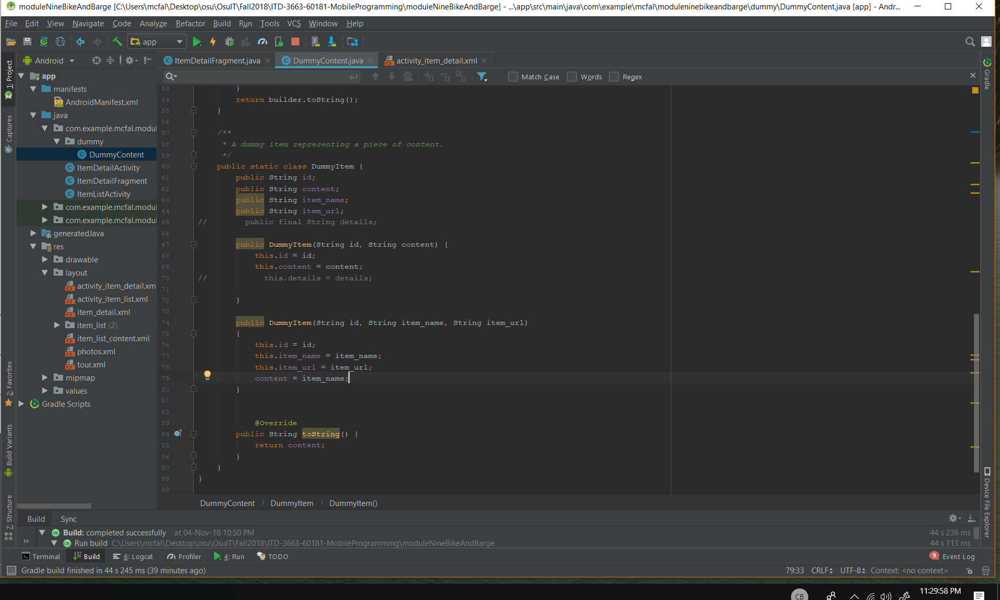 moduleNineBikeAndBarge [C:\Users\mcfal\Desktop\osu\OsuIT\Fall2018\ITD-3663-60181-MobileProgramming\moduleNineBikeAndBarge] - ...\app\src\main\java\com\example\mcfal\moduleninebikeandbarge\dummy\DummyContent.java [app] - Andr...
File Edit View Navigate Code Analyze Refactor Build Run Tools VCS Window Help
app
Android
ItemDetailFragment.java
DummyContent.java
activity_item_detail.xml
Match Case
Words
Regex
1: Project
Captures
2: Favorites
Build Variants
7: Structure
app
manifests
AndroidManifest.xml
java
com.example.mcfal.modul
dummy
DummyContent
ItemDetailActivity
ItemDetailFragment
ItemListActivity
com.example.mcfal.modul
com.example.mcfal.modul
generatedJava
res
drawable
layout
activity_item_detail.xm
activity_item_list.xml
item_detail.xml
item_list (2)
item_list_content.xml
photos.xml
tour.xml
mipmap
values
Gradle Scripts
53 }
54 return builder.toString();
55 }
56
57 /**
58 * A dummy item representing a piece of content.
59 */
60 public static class DummyItem {
61 public String id;
62 public String content;
63 public String item_name;
64 public String item_url;
65 // public final String details;
66
67 public DummyItem(String id, String content) {
68 this.id = id;
69 this.content = content;
70 // this.details = details;
71
72 }
73
74 public DummyItem(String id, String item_name, String item_url)
75 {
76 this.id = id;
77 this.item_name = item_name;
78 this.item_url = item_url;
79 content = item_name;
80 }
81
82
83 @Override
84 public String toString() {
85 return content;
86 }
87 }
88 }
89
DummyContent › DummyItem › DummyItem()
Gradle
Device File Explorer
Build Sync
Build: completed successfully at 04-Nov-18 10:50 PM 44 s 236 ms
Run build C:\Users\mcfal\Desktop\osu\OsuIT\Fall2018\ITD-3663-60181-MobileProgramming\moduleNineBikeAndBarge 44 s 113 ms
Terminal Build 6: Logcat Profiler 4: Run TODO 9 Event Log
Gradle build finished in 44 s 245 ms (39 minutes ago) 79:33 CRLF UTF-8 Context: <no context>
CB 11:29:58 PM